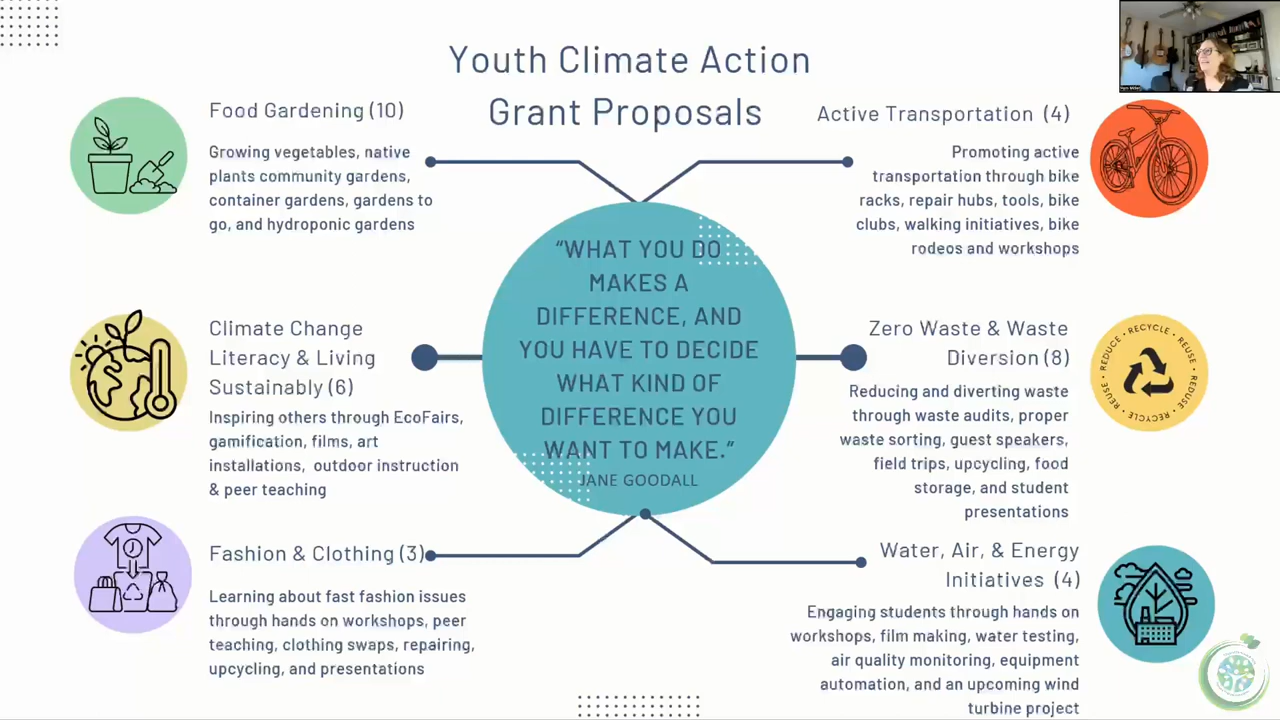 Youth Climate Action
Grant Proposals
Food Gardening (10)
Growing vegetables, native
plants community gardens,
container gardens, gardens to
go, and hydroponic gardens
Climate Change
Literacy & Living
Sustainably (6)
Inspiring others through EcoFairs,
gamification, films, art
installations, outdoor instruction
& peer teaching
Fashion & Clothing (3)
Learning about fast fashion issues
through hands on workshops, peer
teaching, clothing swaps, repairing,
upcycling, and presentations
“WHAT YOU DO
MAKES A
DIFFERENCE, AND
YOU HAVE TO DECIDE
WHAT KIND OF
DIFFERENCE YOU
WANT TO MAKE.”
JANE GOODALL
Active Transportation (4)
Promoting active
transportation through bike
racks, repair hubs, tools, bike
clubs, walking initiatives, bike
rodeos and workshops
Zero Waste & Waste
Diversion (8)
Reducing and diverting waste
through waste audits, proper
waste sorting, guest speakers,
field trips, upcycling, food
storage, and student
presentations
REDUCE • RECYCLE • REUSE • REDUSE • RECYCLE • REUSE •
Water, Air, & Energy
Initiatives (4)
Engaging students through hands on
workshops, film making, water testing,
air quality monitoring, equipment
automation, and an upcoming wind
turbine project